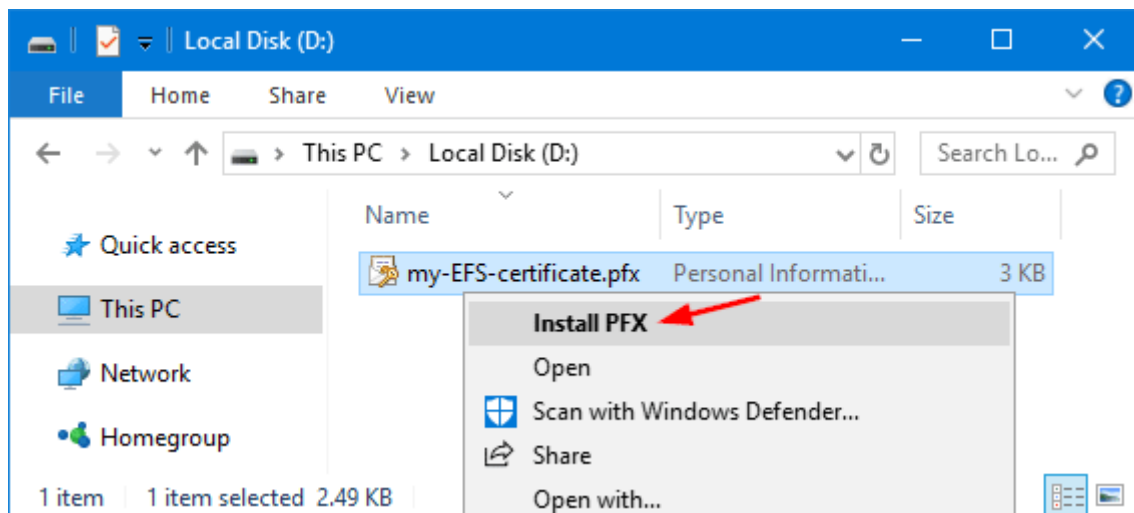 Local Disk (D:)
File Home Share View
This PC > Local Disk (D:) Search Lo...
Name Type Size
Quick access
my-EFS-certificate.pfx Personal Informati... 3 KB
This PC
Install PFX
Open
Network
Scan with Windows Defender...
Homegroup
Share
1 item 1 item selected 2.49 KB
Open with...